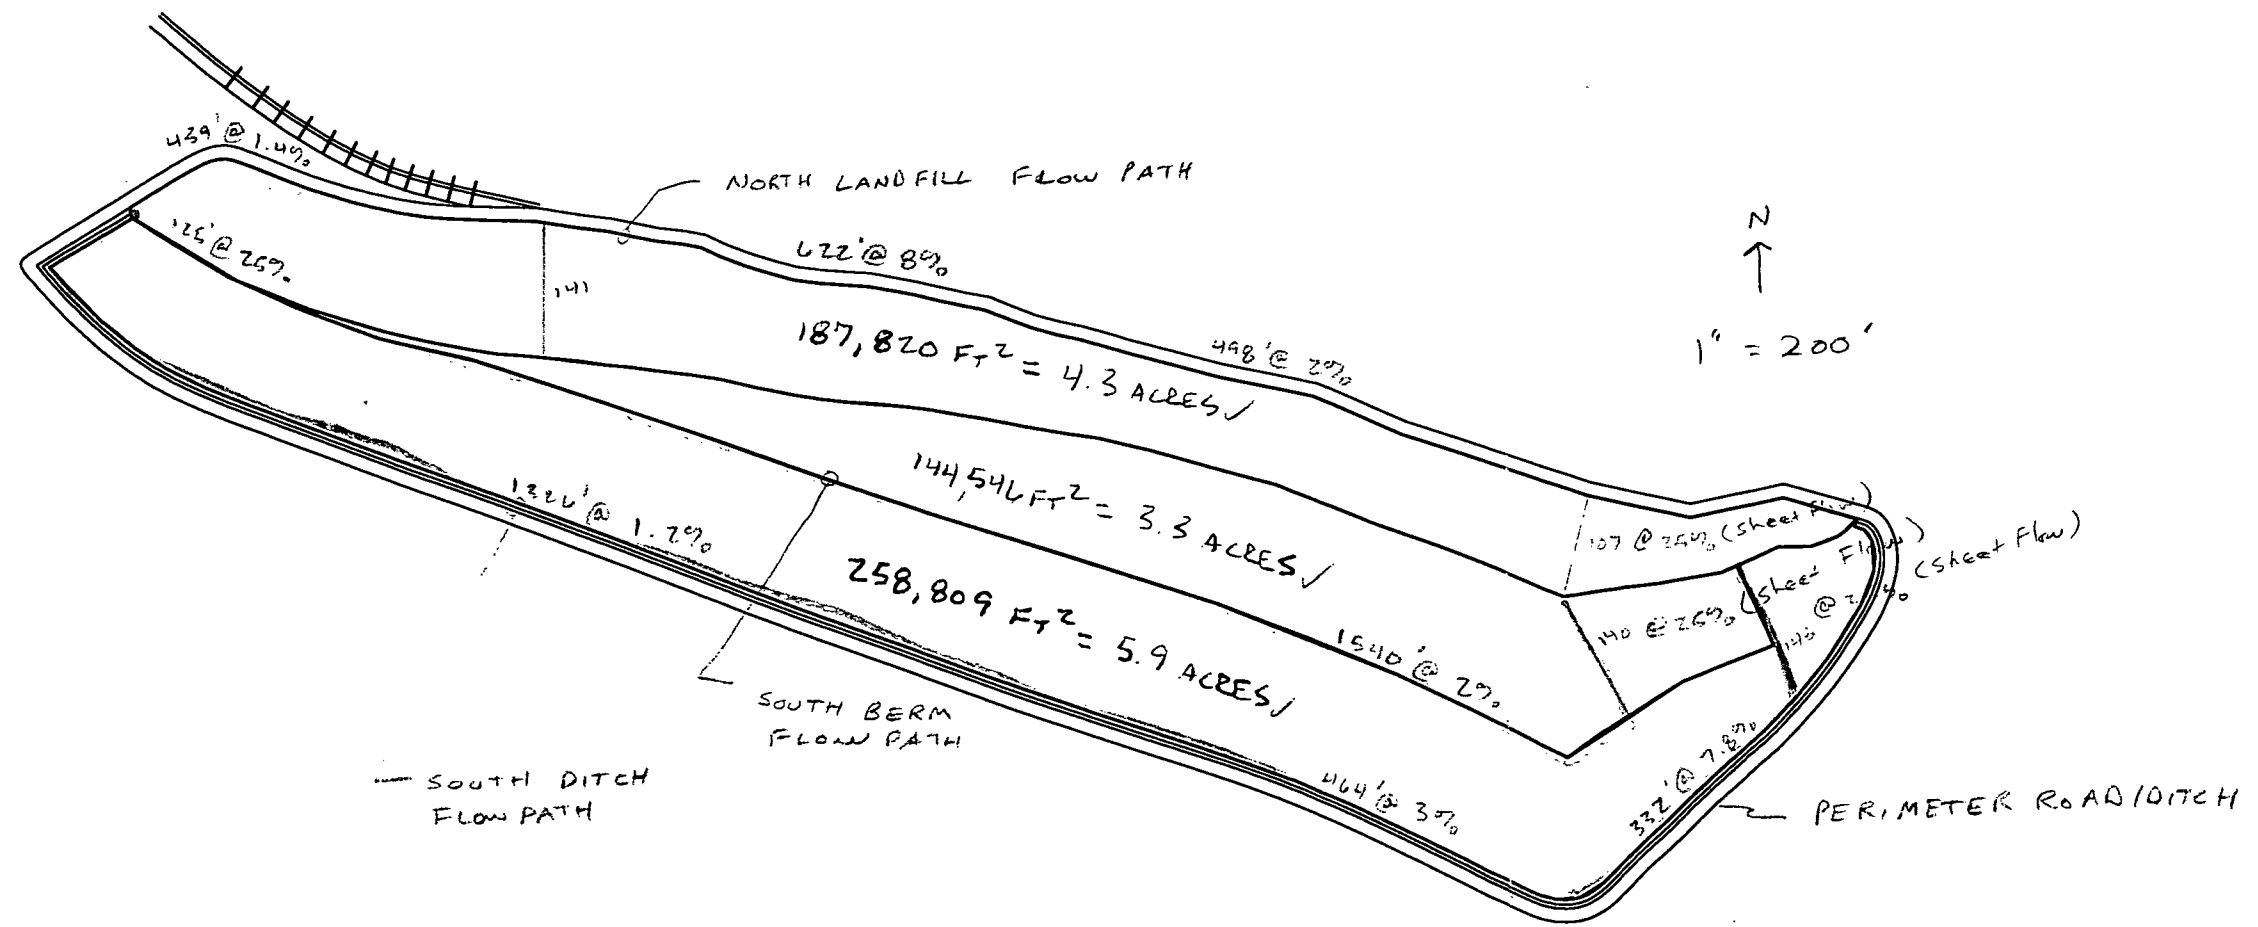 439'@ 1.4%
NORTH LANDFILL FLOW PATH
N
125'@ 25%
622'@ 8%
141
187,820 FT² = 4.3 ACRES✓
498'@ 2%
1" = 200'
144,546 FT² = 3.3 ACRES✓
107 @ 25% (Sheet Flow)
1326'@ 1.2%
258,809 FT² = 5.9 ACRES✓
140 @ 25% (Sheet Flow)
(Sheet Flow)
1540'@ 2%
SOUTH BERM
FLOW PATH
SOUTH DITCH
FLOW PATH
464'@ 3%
332'@ 7.8%
PERIMETER ROAD/DITCH